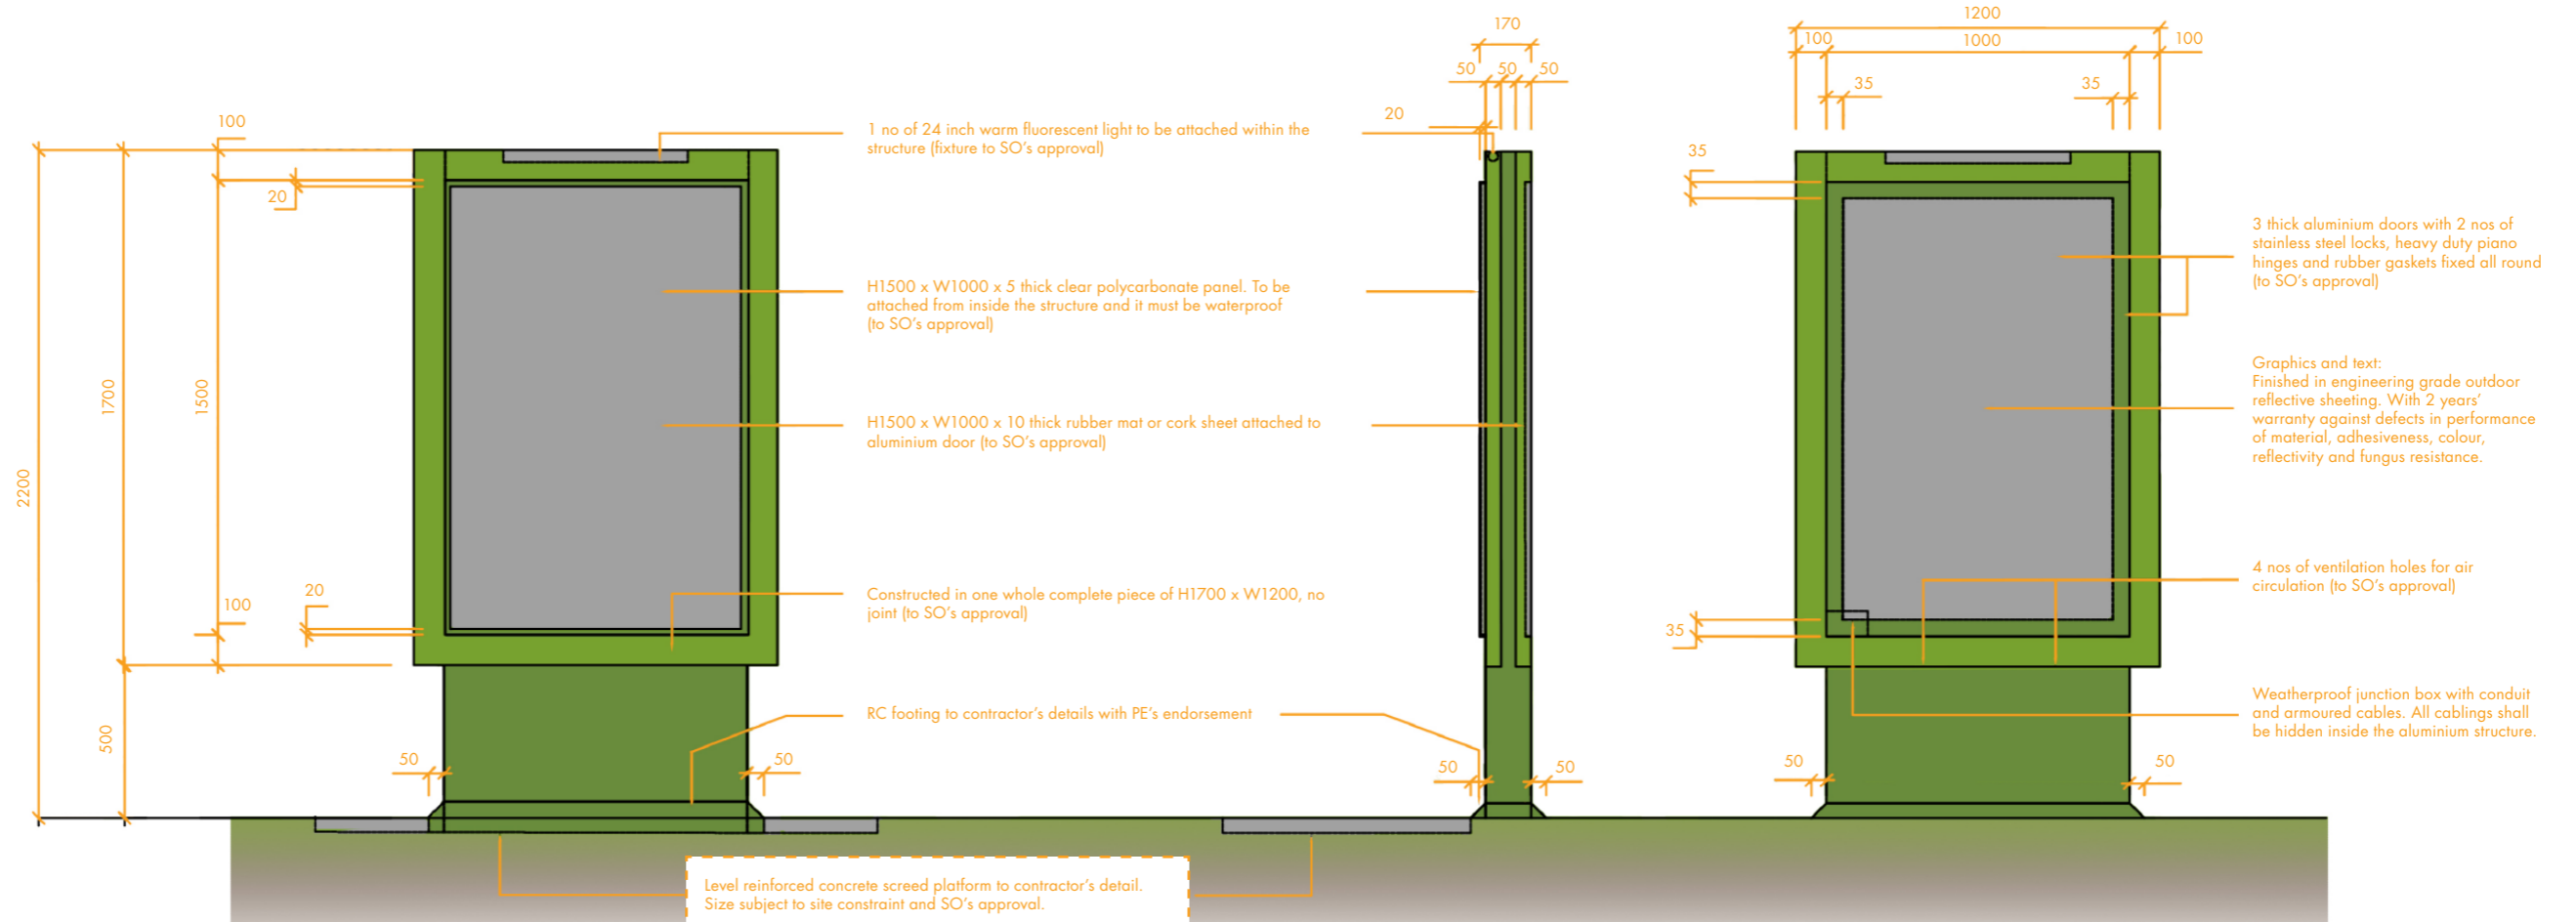 170
1200
50 50 50
100 1000 100
35 35
20
100
20
35
2200
1700
1500
20
100
35
500
50 50
50 50
50 50
1 no of 24 inch warm fluorescent light to be attached within the
structure (fixture to SO's approval)
H1500 x W1000 x 5 thick clear polycarbonate panel. To be
attached from inside the structure and it must be waterproof
(to SO's approval)
H1500 x W1000 x 10 thick rubber mat or cork sheet attached to
aluminium door (to SO's approval)
Constructed in one whole complete piece of H1700 x W1200, no
joint (to SO's approval)
RC footing to contractor's details with PE's endorsement
Level reinforced concrete screed platform to contractor's detail.
Size subject to site constraint and SO's approval.
3 thick aluminium doors with 2 nos of
stainless steel locks, heavy duty piano
hinges and rubber gaskets fixed all round
(to SO's approval)
Graphics and text:
Finished in engineering grade outdoor
reflective sheeting. With 2 years'
warranty against defects in performance
of material, adhesiveness, colour,
reflectivity and fungus resistance.
4 nos of ventilation holes for air
circulation (to SO's approval)
Weatherproof junction box with conduit
and armoured cables. All cablings shall
be hidden inside the aluminium structure.